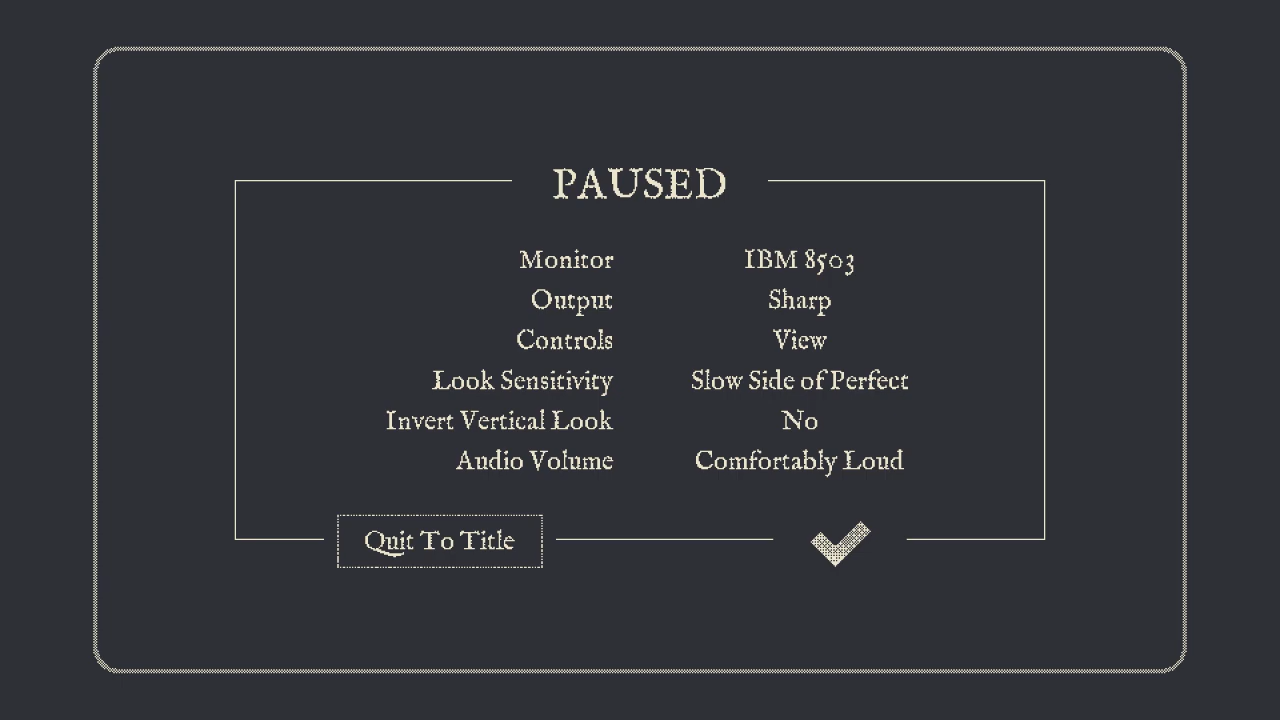 PAUSED
Monitor IBM 8503
Output Sharp
Controls View
Look Sensitivity Slow Side of Perfect
Invert Vertical Look No
Audio Volume Comfortably Loud
Quit To Title